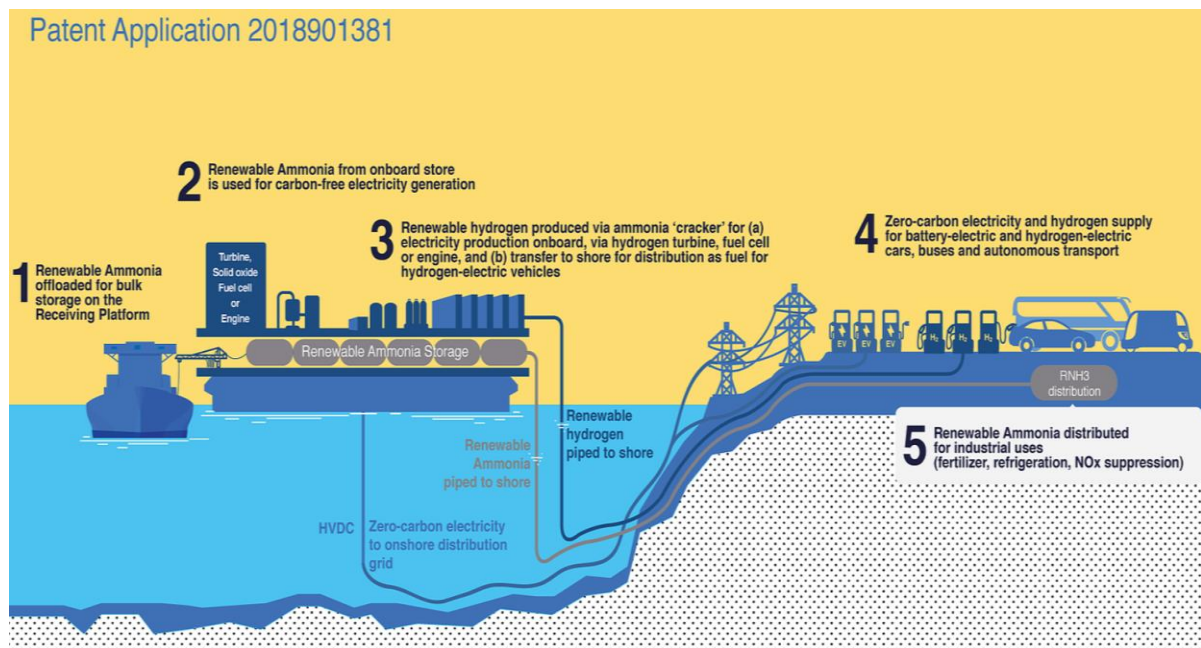 Patent Application 2018901381
2
Renewable Ammonia from onboard store
is used for carbon-free electricity generation
3
Renewable hydrogen produced via ammonia ‘cracker’ for (a)
electricity production onboard, via hydrogen turbine, fuel cell
or engine, and (b) transfer to shore for distribution as fuel for
hydrogen-electric vehicles
4
Zero-carbon electricity and hydrogen supply
for battery-electric and hydrogen-electric
cars, buses and autonomous transport
1
Renewable Ammonia
offloaded for bulk
storage on the
Receiving Platform
Turbine,
Solid oxide
Fuel cell
or
Engine
Renewable Ammonia Storage
EV
EV
EV
H₂
H₂
H₂
RNH3
distribution
Renewable
hydrogen
piped to shore
Renewable
Ammonia
piped to shore
HVDC
Zero-carbon electricity
to onshore distribution
grid
5
Renewable Ammonia distributed
for industrial uses
(fertilizer, refrigeration, NOx suppression)